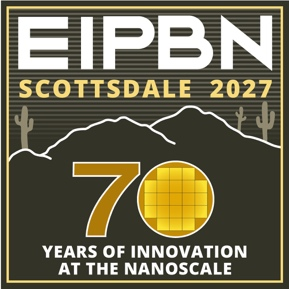 EIPBN
SCOTTSDALE 2027
70
YEARS OF INNOVATION
AT THE NANOSCALE